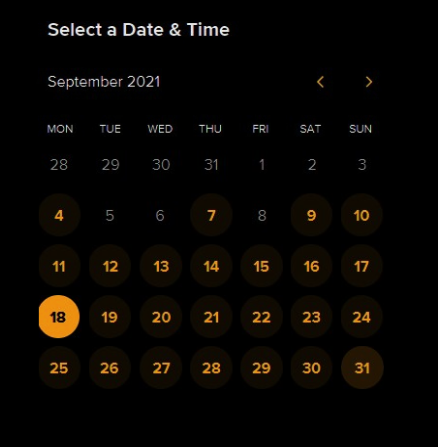 Select a Date & Time
September 2021
MON TUE WED THU FRI SAT SUN
28 29 30 31 1 2 3
4 5 6 7 8 9 10
11 12 13 14 15 16 17
18 19 20 21 22 23 24
25 26 27 28 29 30 31